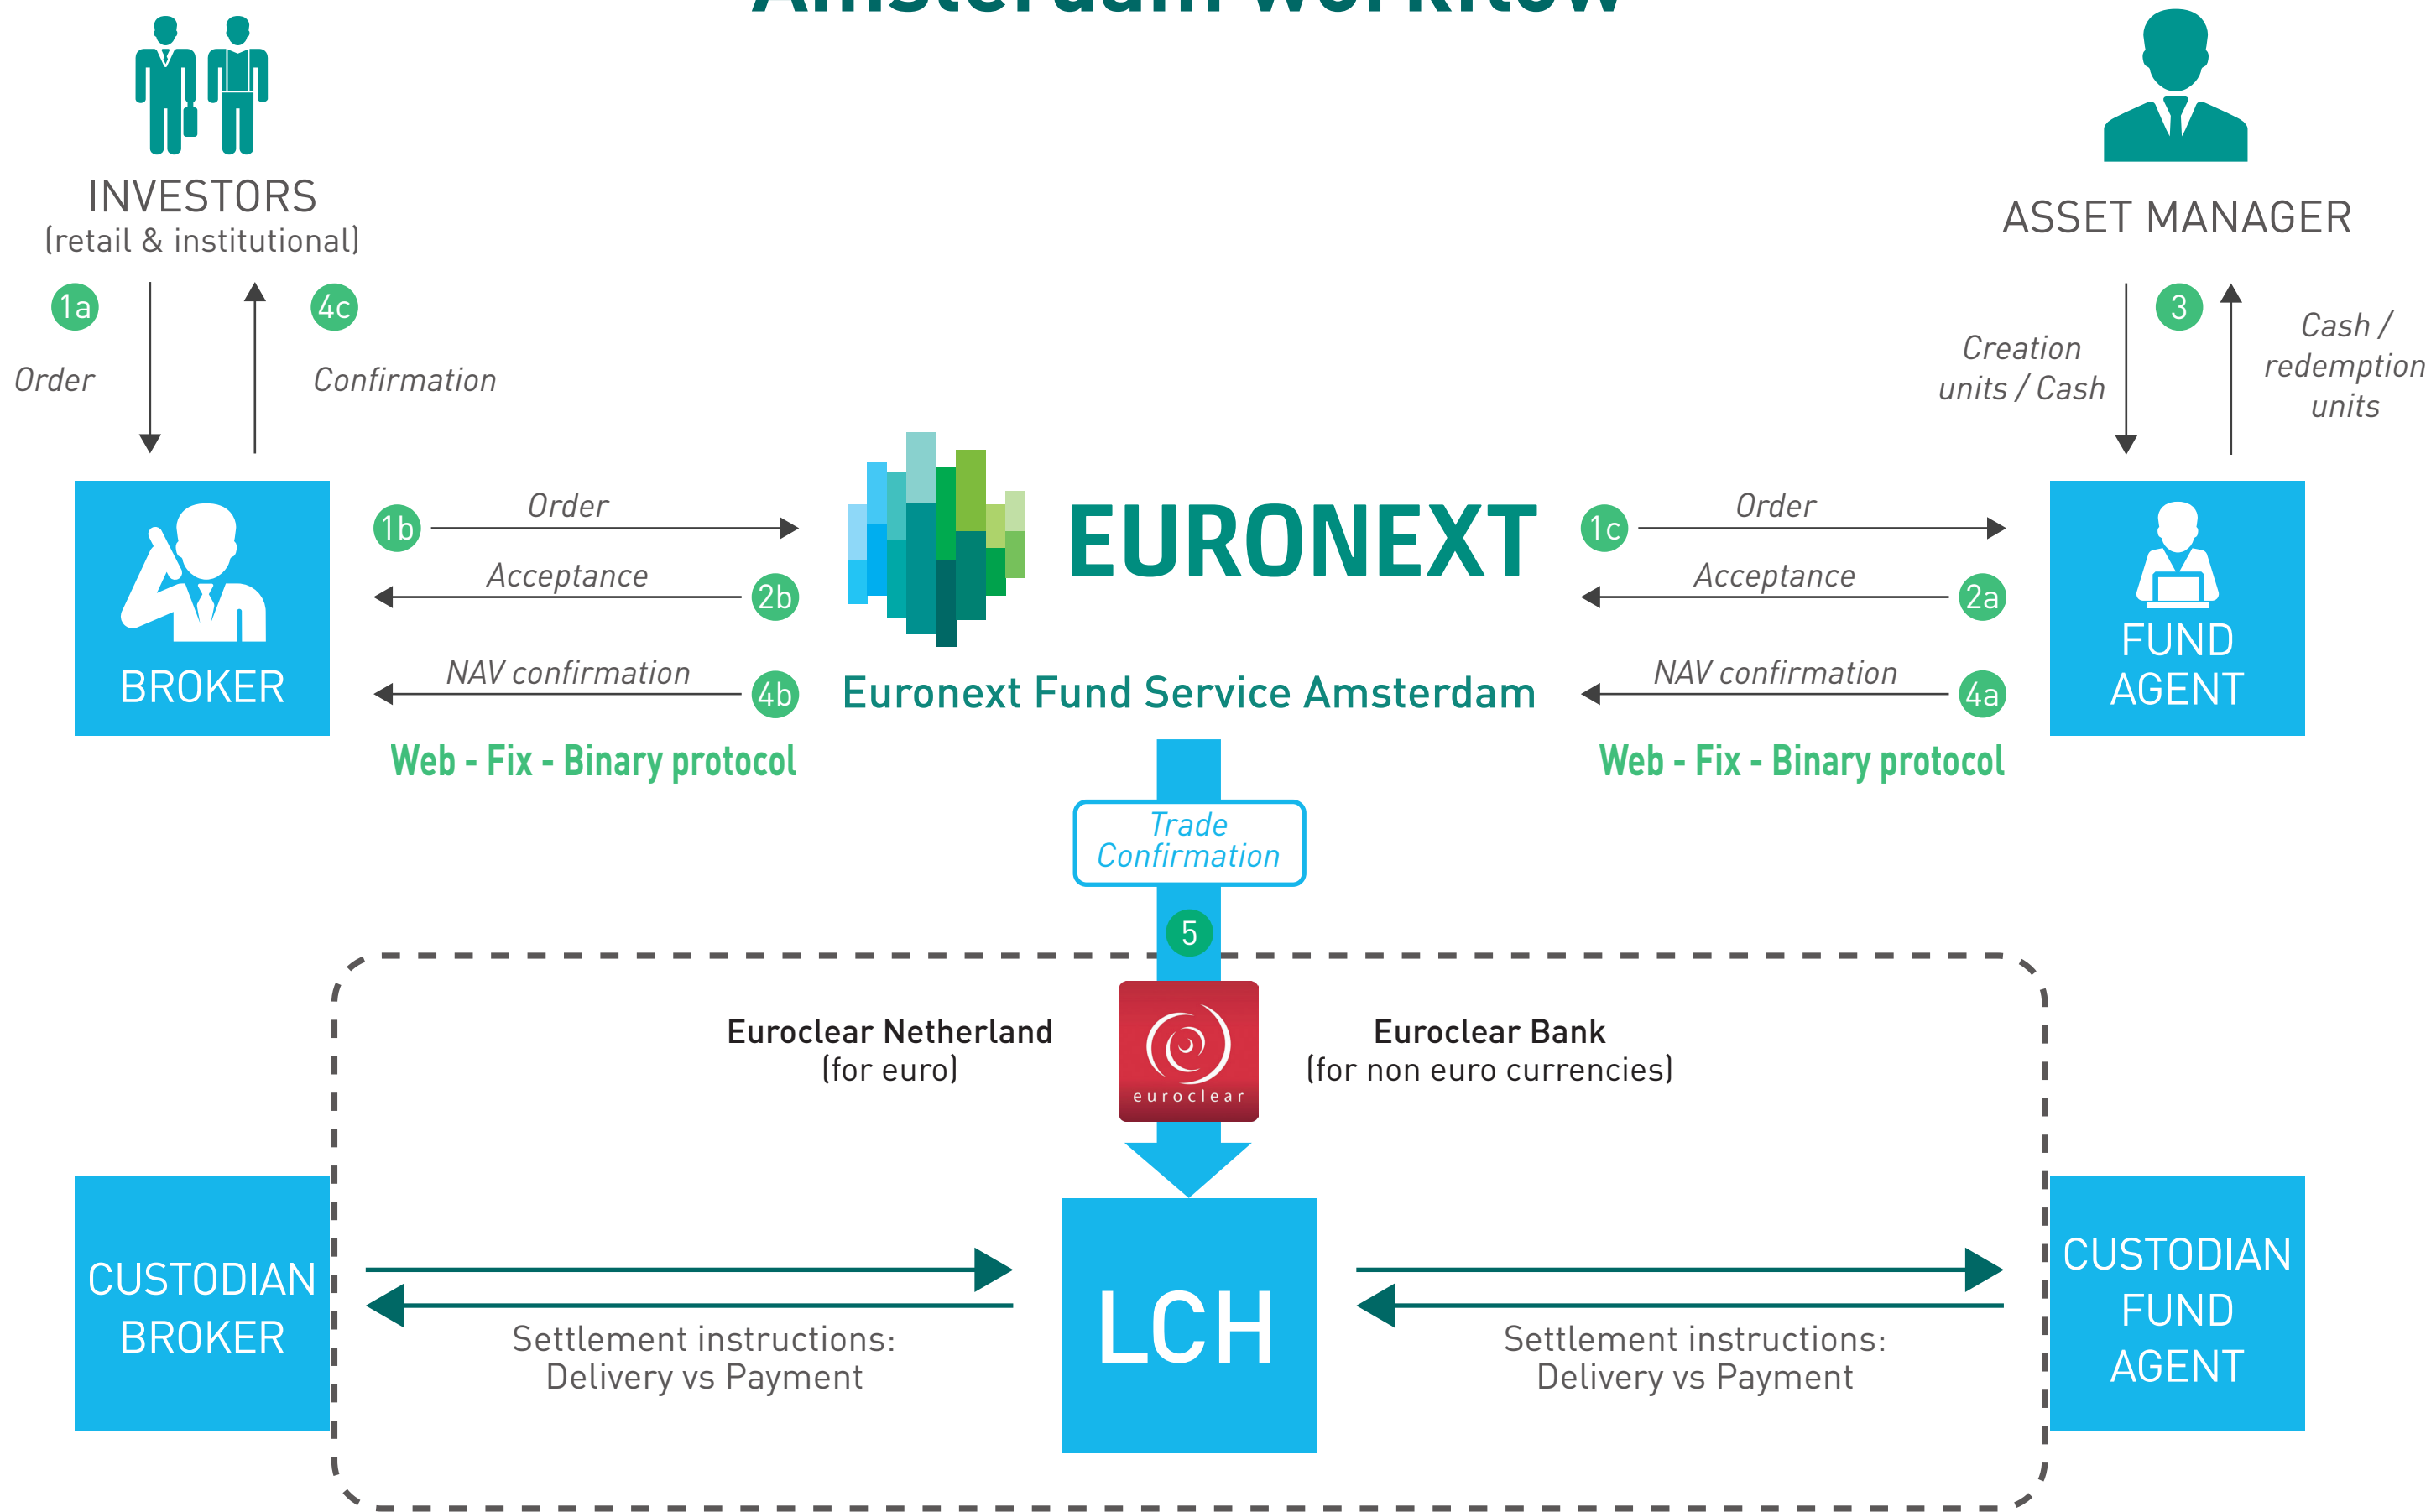 Amsterdam workflow
INVESTORS
(retail & institutional)
ASSET MANAGER
1a
4c
3
Order
Confirmation
Creation
units / Cash
Cash /
redemption
units
BROKER
1b
Order
Acceptance
2b
NAV confirmation
4b
Web - Fix - Binary protocol
EURONEXT
Euronext Fund Service Amsterdam
1c
Order
Acceptance
2a
NAV confirmation
4a
Web - Fix - Binary protocol
FUND
AGENT
Trade
Confirmation
5
Euroclear Netherland
(for euro)
euroclear
Euroclear Bank
(for non euro currencies)
CUSTODIAN
BROKER
Settlement instructions:
Delivery vs Payment
LCH
Settlement instructions:
Delivery vs Payment
CUSTODIAN
FUND
AGENT